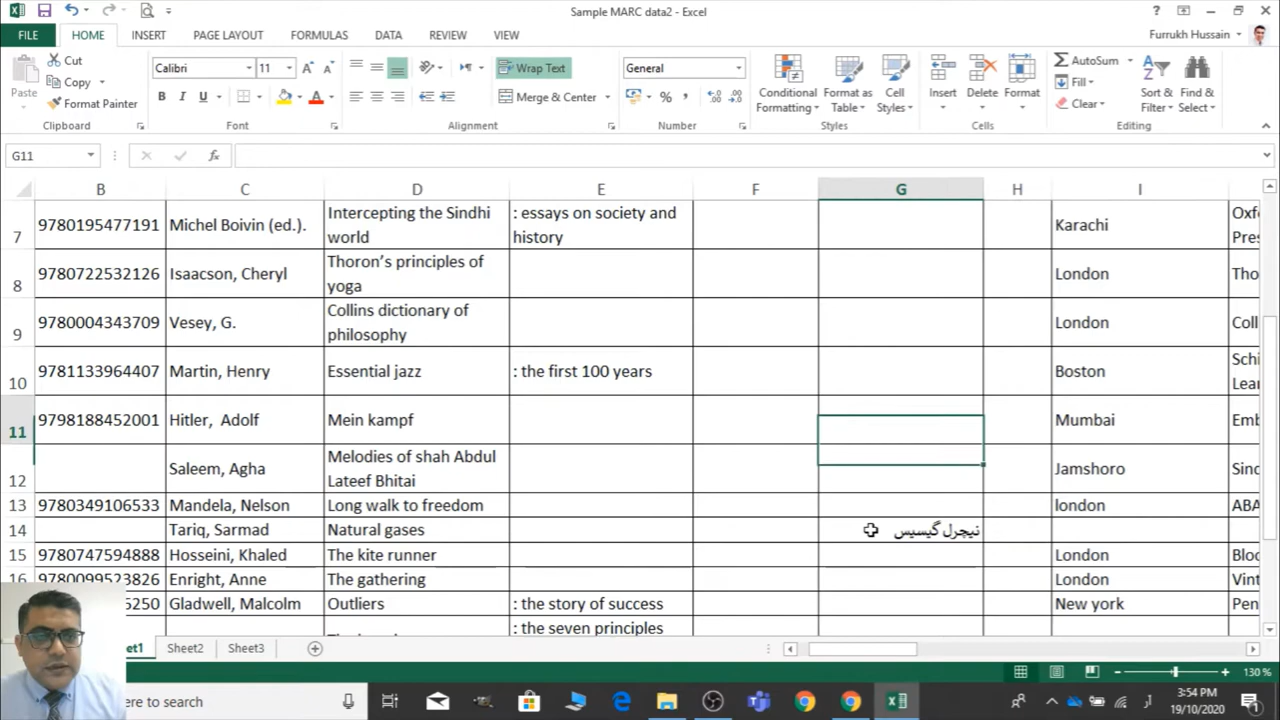 Sample MARC data2 - Excel
FILE HOME INSERT PAGE LAYOUT FORMULAS DATA REVIEW VIEW Furrukh Hussain
Paste
Cut
Copy
Format Painter
Clipboard
Calibri 11
B I U
Font
Wrap Text
Merge & Center
Alignment
General
% ,
Number
Conditional Formatting
Format as Table
Cell Styles
Styles
Insert Delete Format
Cells
AutoSum
Fill
Clear
Sort & Filter
Find & Select
Editing
G11
B C D E F G H I
7 9780195477191 Michel Boivin (ed.). Intercepting the Sindhi world : essays on society and history Karachi
8 9780722532126 Isaacson, Cheryl Thoron’s principles of yoga London
9 9780004343709 Vesey, G. Collins dictionary of philosophy London
10 9781133964407 Martin, Henry Essential jazz : the first 100 years Boston
11 9798188452001 Hitler, Adolf Mein kampf Mumbai
12 Saleem, Agha Melodies of shah Abdul Lateef Bhitai Jamshoro
13 9780349106533 Mandela, Nelson Long walk to freedom london ABA
14 Tariq, Sarmad Natural gases نیچرل گیسیس
15 9780747594888 Hosseini, Khaled The kite runner London
16 9780099523826 Enright, Anne The gathering London
6250 Gladwell, Malcolm Outliers : the story of success New york
: the seven principles
Sheet2 Sheet3
130 %
to search
3:54 PM
19/10/2020